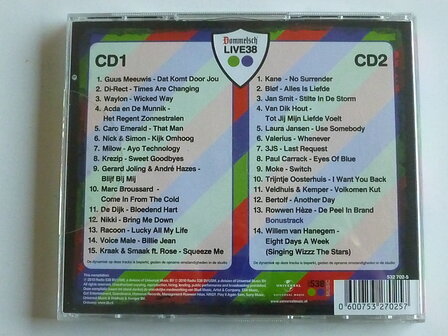 Dommelsch
LIVE38
CD1
1. Guus Meeuwis - Dat Komt Door Jou
2. Di-Rect - Times Are Changing
3. Waylon - Wicked Way
4. Acda en De Munnik -
Het Regent Zonnestralen
5. Caro Emerald - That Man
6. Nick & Simon - Kijk Omhoog
7. Milow - Ayo Technology
8. Krezip - Sweet Goodbyes
9. Gerard Joling & André Hazes -
Blijf Bij Mij
10. Marc Broussard -
Come In From The Cold
11. De Dijk - Bloedend Hart
12. Nikki - Bring Me Down
13. Racoon - Lucky All My Life
14. Voice Male - Billie Jean
15. Kraak & Smaak ft. Rose - Squeeze Me
CD2
1. Kane - No Surrender
2. Bløf - Alles Is Liefde
3. Jan Smit - Stilte In De Storm
4. Van Dik Hout -
Tot Jij Mijn Liefde Voelt
5. Laura Jansen - Use Somebody
6. Valerius - Whenever
7. 3JS - Last Request
8. Paul Carrack - Eyes Of Blue
9. Moke - Switch
10. Trijntje Oosterhuis - I Want You Back
11. Veldhuis & Kemper - Volkomen Kut
12. Bertolf - Another Day
13. Rowwen Hèze - De Peel In Brand
Bonustrack
14. Willem van Hanegem -
Eight Days A Week
(Singing Wizzz The Stars)
532 702-5
UNIVERSAL
538
0 600753 270257